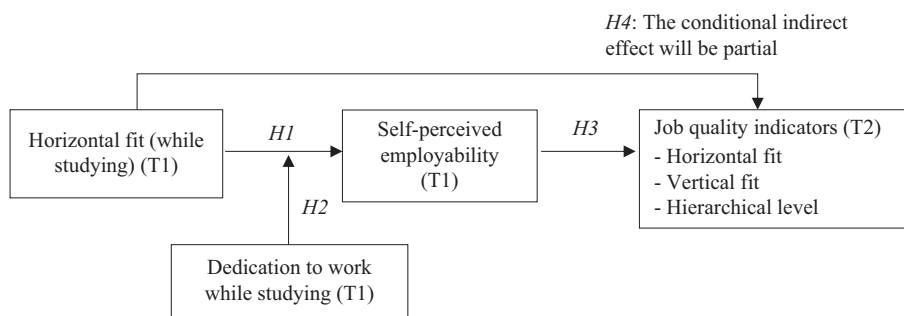 H4: The conditional indirect
effect will be partial
Horizontal fit (while
studying) (T1)
H1
Self-perceived
employability
(T1)
H3
Job quality indicators (T2)
- Horizontal fit
- Vertical fit
- Hierarchical level
H2
Dedication to work
while studying (T1)